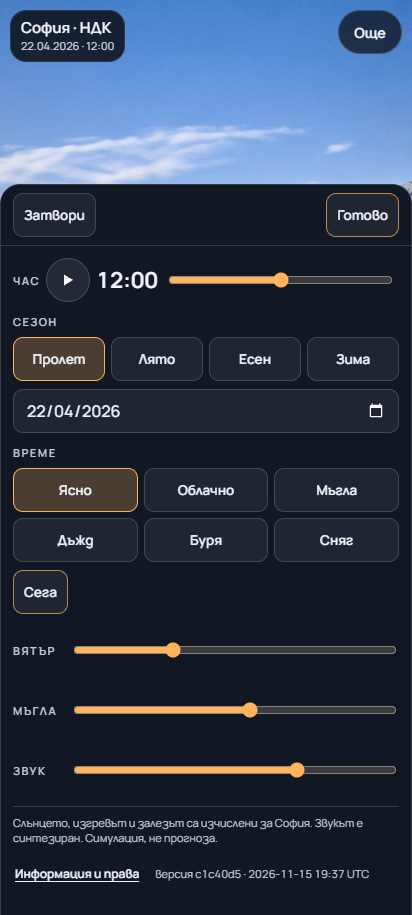 София · НДК
22.04.2026 · 12:00
Още
Затвори
Готово
ЧАС
12:00
СЕЗОН
Пролет
Лято
Есен
Зима
22/04/2026
ВРЕМЕ
Ясно
Облачно
Мъгла
Дъжд
Буря
Сняг
Сега
ВЯТЪР
МЪГЛА
ЗВУК
Слънцето, изгревът и залезът са изчислени за София. Звукът е
синтезиран. Симулация, не прогноза.
Информация и права
версия c1c40d5 · 2026-11-15 19:37 UTC